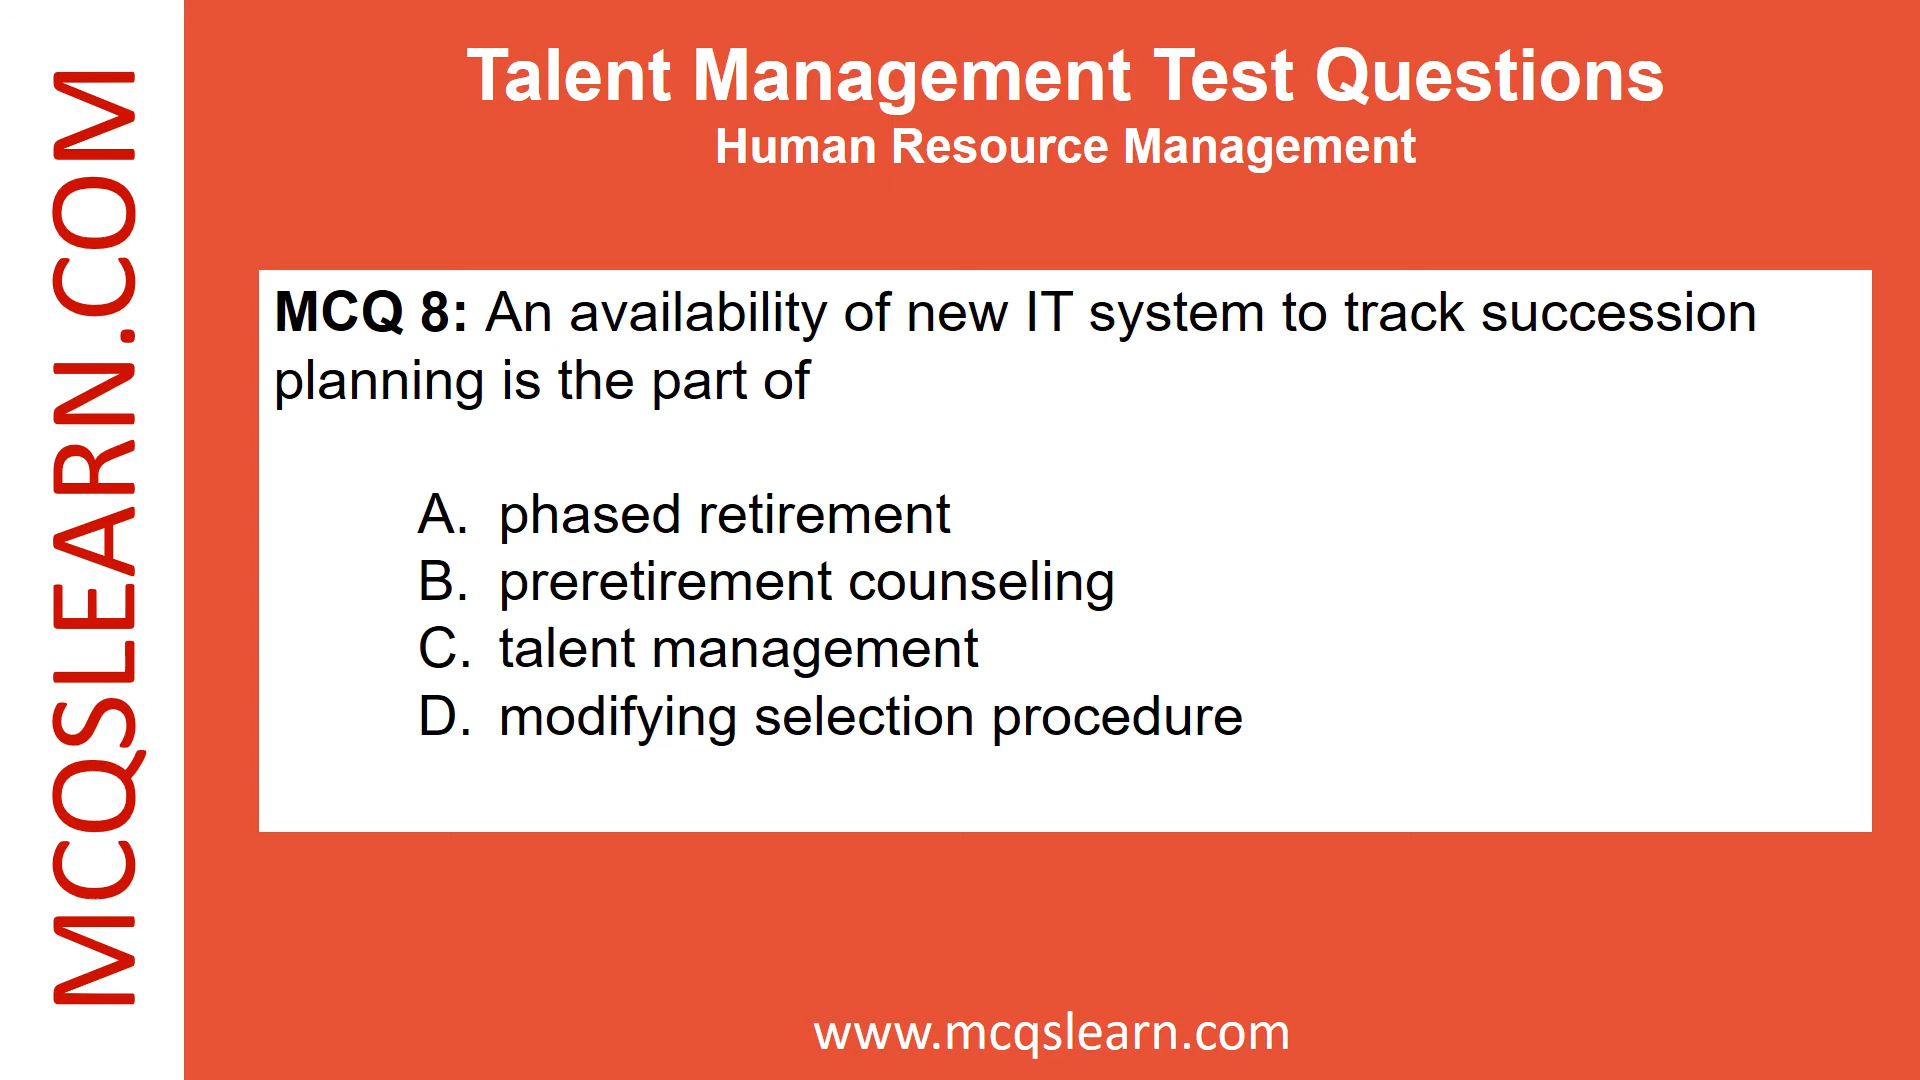 MCQSLEARN.COM
Talent Management Test Questions
Human Resource Management
MCQ 8: An availability of new IT system to track succession
planning is the part of
A. phased retirement
B. preretirement counseling
C. talent management
D. modifying selection procedure
www.mcqslearn.com